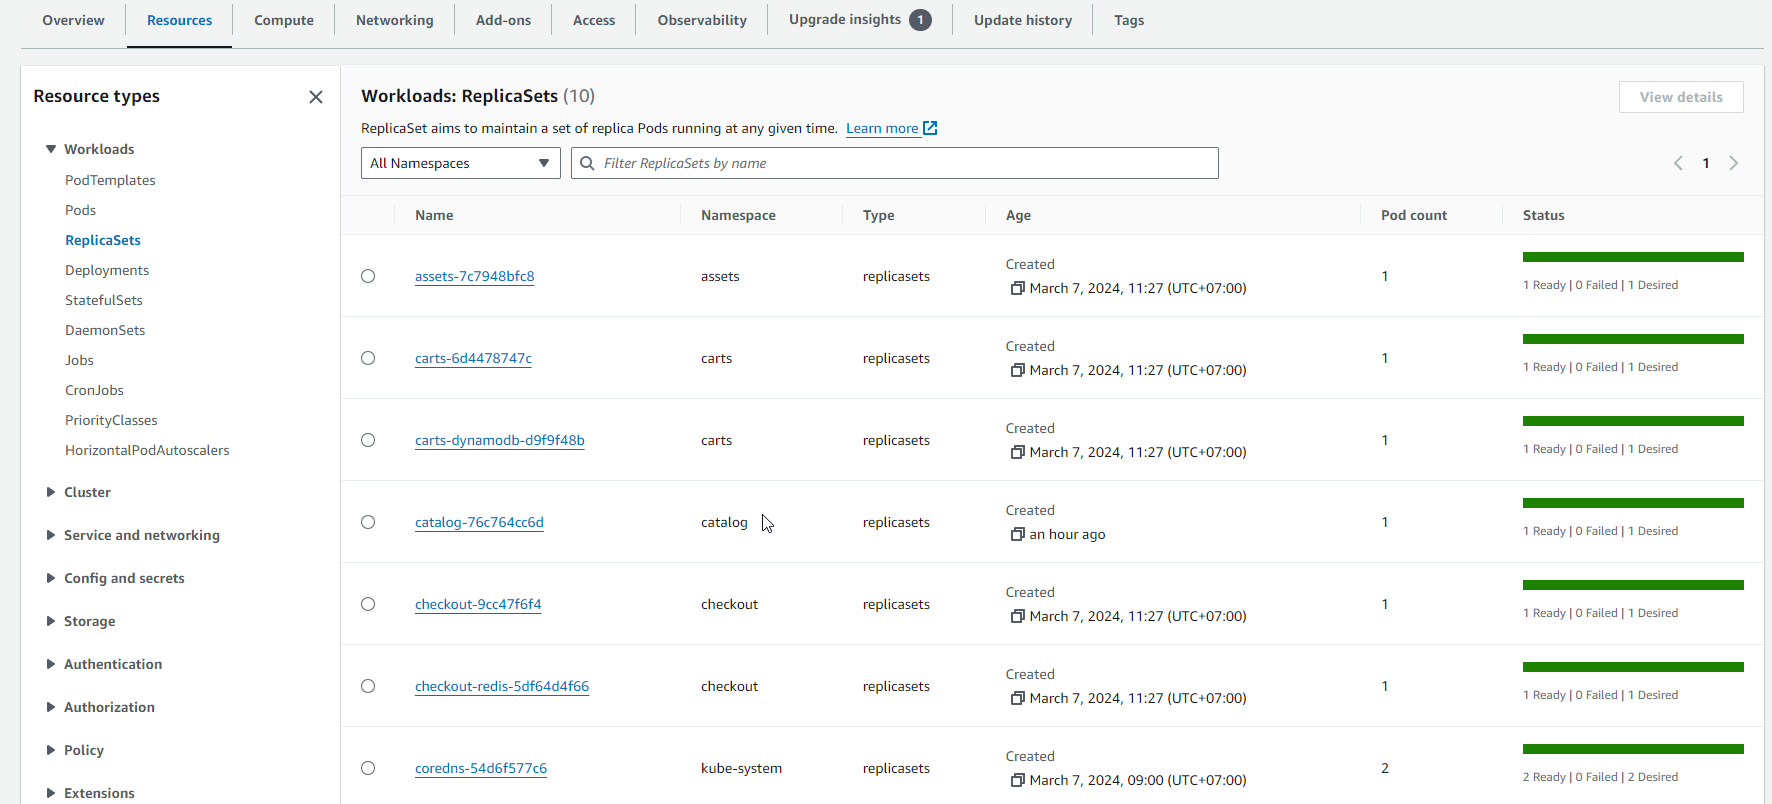 Overview Resources Compute Networking Add-ons Access Observability Upgrade insights 1 Update history Tags
Resource types
Workloads
PodTemplates
Pods
ReplicaSets
Deployments
StatefulSets
DaemonSets
Jobs
CronJobs
PriorityClasses
HorizontalPodAutoscalers
Cluster
Service and networking
Config and secrets
Storage
Authentication
Authorization
Policy
Extensions
Workloads: ReplicaSets (10)
View details
ReplicaSet aims to maintain a set of replica Pods running at any given time. Learn more
All Namespaces
Filter ReplicaSets by name
1
Name Namespace Type Age Pod count Status
assets-7c7948bfc8 assets replicasets Created 1
March 7, 2024, 11:27 (UTC+07:00) 1 Ready | 0 Failed | 1 Desired
carts-6d4478747c carts replicasets Created 1
March 7, 2024, 11:27 (UTC+07:00) 1 Ready | 0 Failed | 1 Desired
carts-dynamodb-d9f9f48b carts replicasets Created 1
March 7, 2024, 11:27 (UTC+07:00) 1 Ready | 0 Failed | 1 Desired
catalog-76c764cc6d catalog replicasets Created 1
an hour ago 1 Ready | 0 Failed | 1 Desired
checkout-9cc47f6f4 checkout replicasets Created 1
March 7, 2024, 11:27 (UTC+07:00) 1 Ready | 0 Failed | 1 Desired
checkout-redis-5df64d4f66 checkout replicasets Created 1
March 7, 2024, 11:27 (UTC+07:00) 1 Ready | 0 Failed | 1 Desired
coredns-54d6f577c6 kube-system replicasets Created 2
March 7, 2024, 09:00 (UTC+07:00) 2 Ready | 0 Failed | 2 Desired